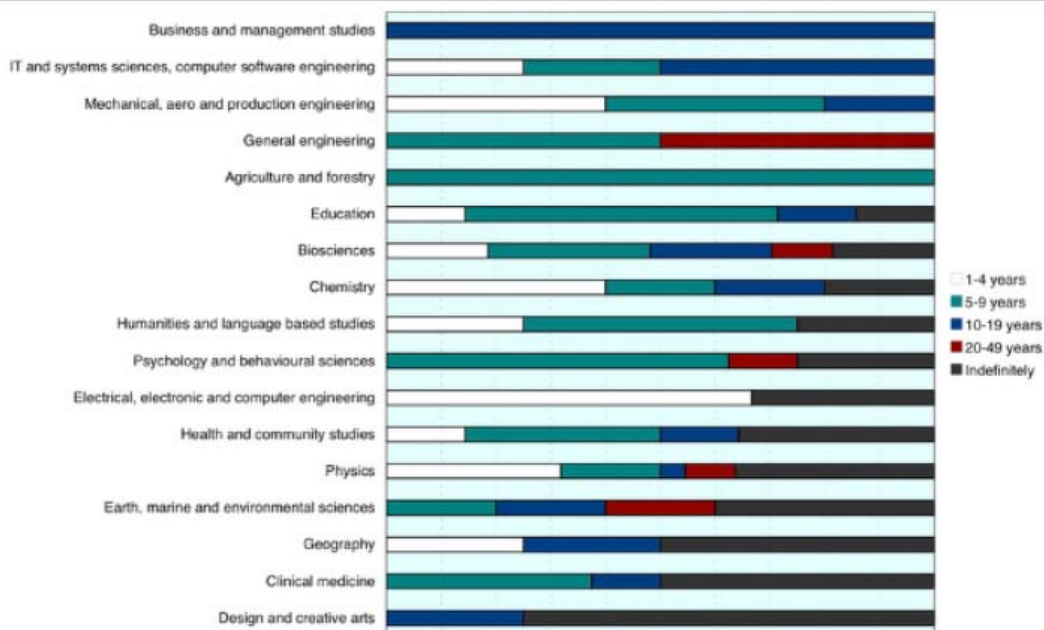 Business and management studies
IT and systems sciences, computer software engineering
Mechanical, aero and production engineering
General engineering
Agriculture and forestry
Education
Biosciences
Chemistry
Humanities and language based studies
Psychology and behavioural sciences
Electrical, electronic and computer engineering
Health and community studies
Physics
Earth, marine and environmental sciences
Geography
Clinical medicine
Design and creative arts
1-4 years
5-9 years
10-19 years
20-49 years
Indefinitely